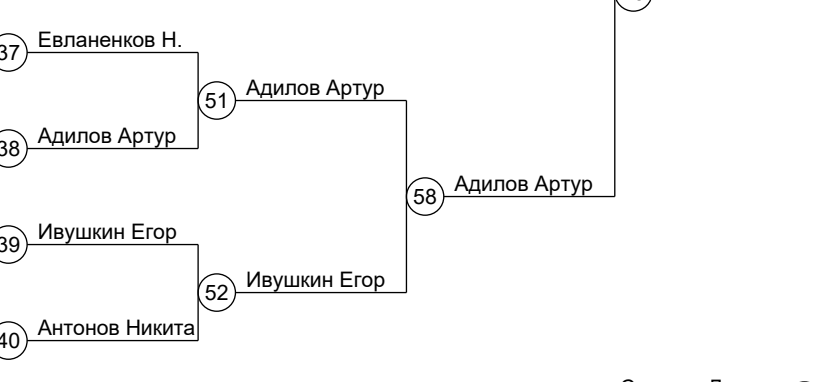 37 Евланенков Н.
51 Адилов Артур
38 Адилов Артур
58 Адилов Артур
39 Ивушкин Егор
52 Ивушкин Егор
40 Антонов Никита